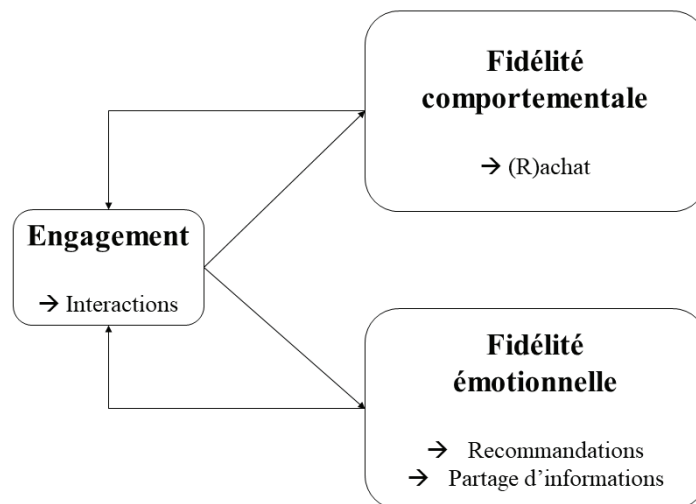 Fidélité
comportementale
→ (R)achat
Engagement
→ Interactions
Fidélité
émotionnelle
→ Recommandations
→ Partage d’informations